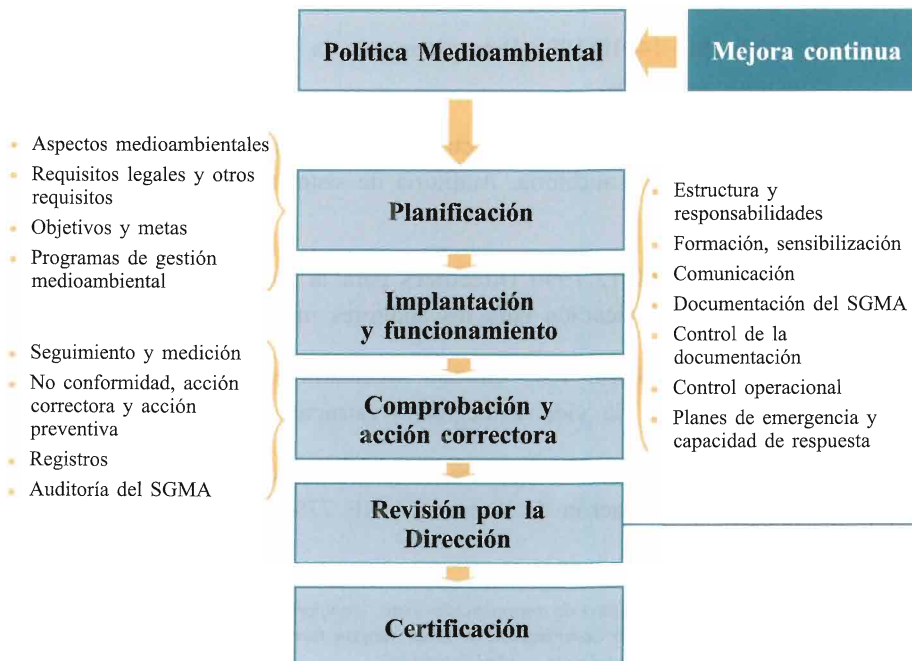 Política Medioambiental
Mejora continua
Aspectos medioambientales
Requisitos legales y otros
requisitos
Objetivos y metas
Programas de gestión
medioambiental
Planificación
Implantación
y funcionamiento
Estructura y
responsabilidades
Formación, sensibilización
Comunicación
Documentación del SGMA
Control de la
documentación
Control operacional
Planes de emergencia y
capacidad de respuesta
Seguimiento y medición
No conformidad, acción
correctora y acción
preventiva
Registros
Auditoría del SGMA
Comprobación y
acción correctora
Revisión por la
Dirección
Certificación